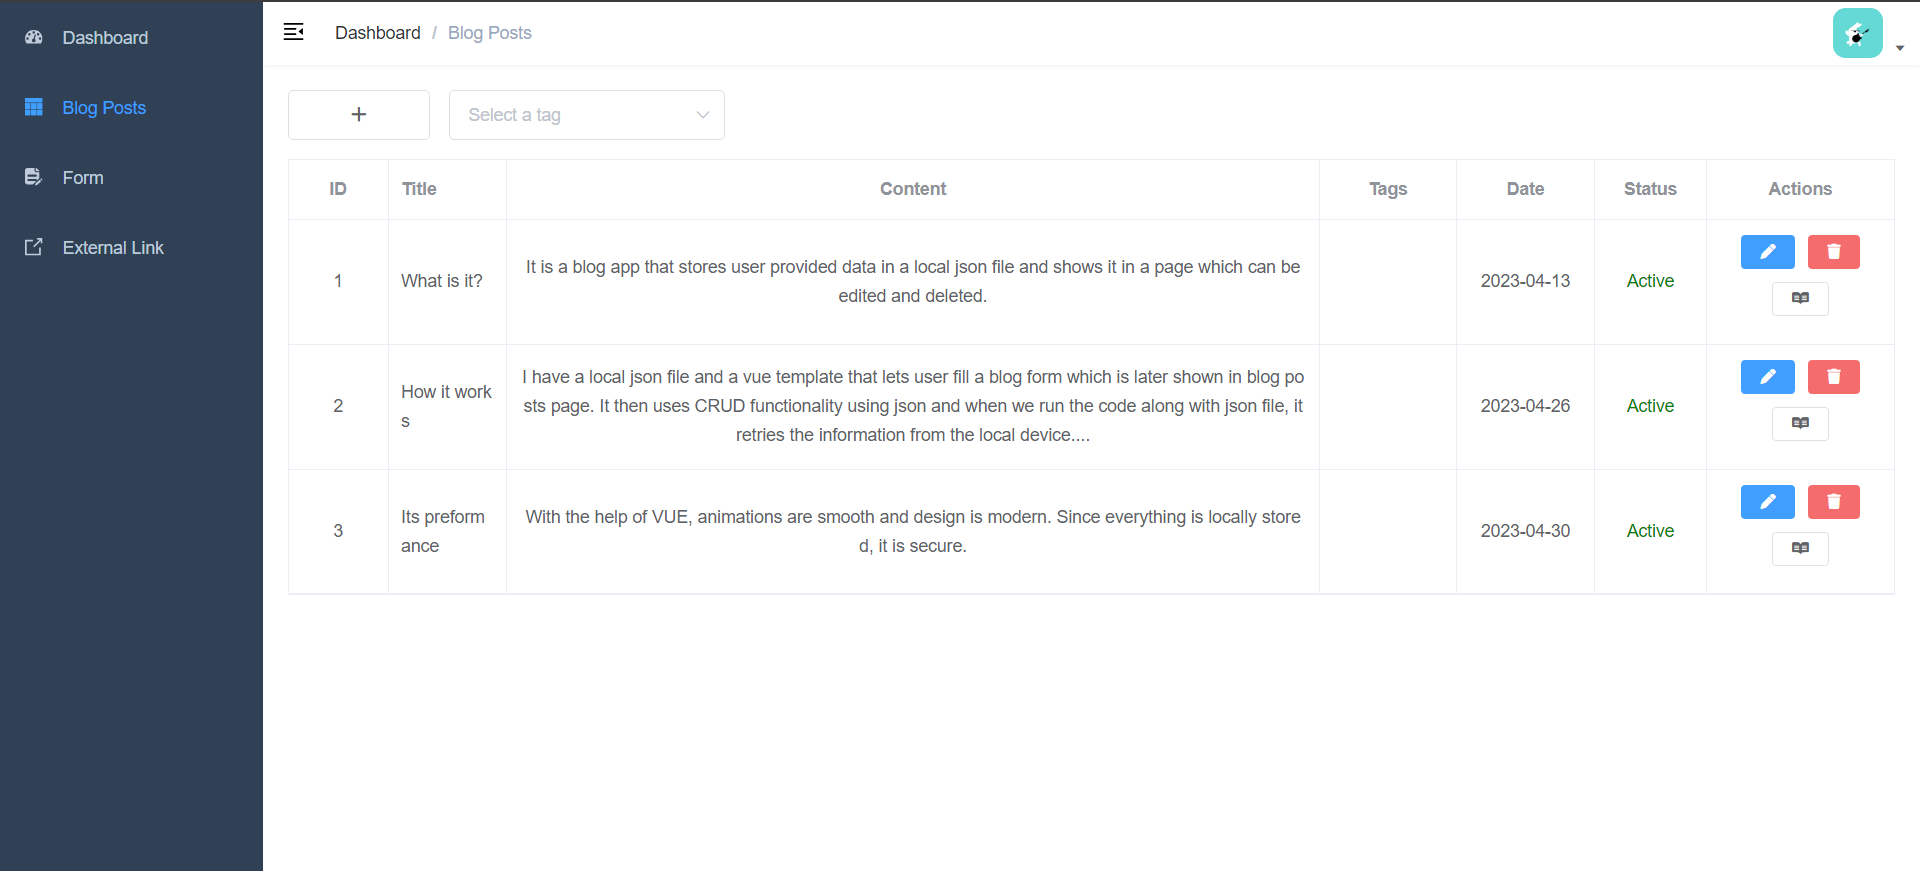 Dashboard
Blog Posts
Form
External Link
Dashboard / Blog Posts
+ Select a tag
ID Title Content Tags Date Status Actions
1 What is it? It is a blog app that stores user provided data in a local json file and shows it in a page which can be
edited and deleted. 2023-04-13 Active
2 How it work
s I have a local json file and a vue template that lets user fill a blog form which is later shown in blog po
sts page. It then uses CRUD functionality using json and when we run the code along with json file, it
retries the information from the local device.... 2023-04-26 Active
3 Its preform
ance With the help of VUE, animations are smooth and design is modern. Since everything is locally store
d, it is secure. 2023-04-30 Active